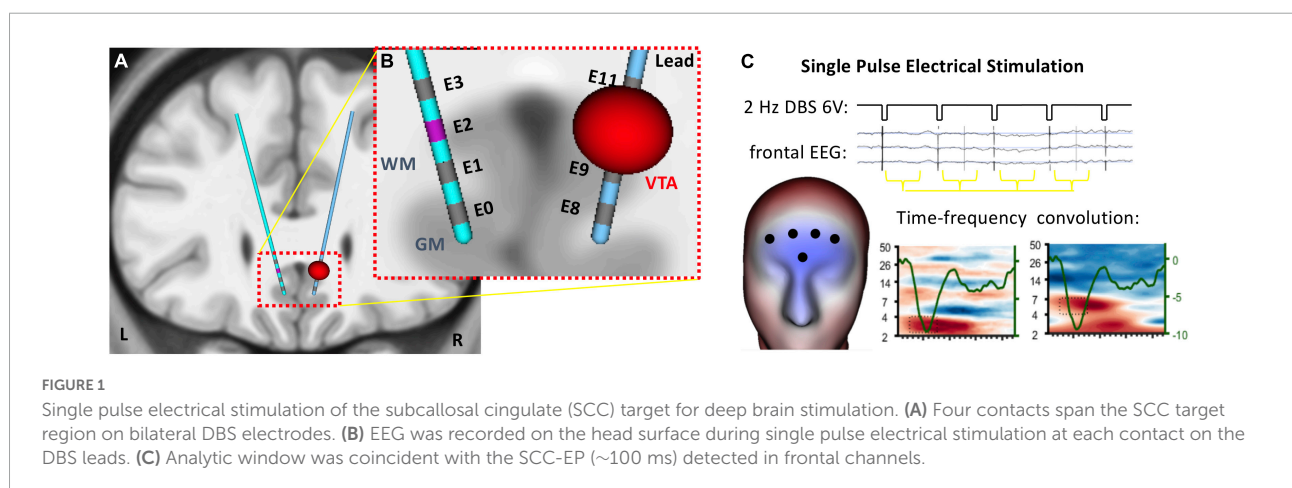 A
L
R
B
Lead
E3
E2
E1
E0
WM
GM
E11
E9
E8
VTA
C
Single Pulse Electrical Stimulation
2 Hz DBS 6V:
frontal EEG:
Time-frequency convolution:
50
26
14
7
4
2
50
26
14
7
4
2
0
-5
-10
FIGURE 1
Single pulse electrical stimulation of the subcallosal cingulate (SCC) target for deep brain stimulation. (A) Four contacts span the SCC target
region on bilateral DBS electrodes. (B) EEG was recorded on the head surface during single pulse electrical stimulation at each contact on the
DBS leads. (C) Analytic window was coincident with the SCC-EP (∼100 ms) detected in frontal channels.